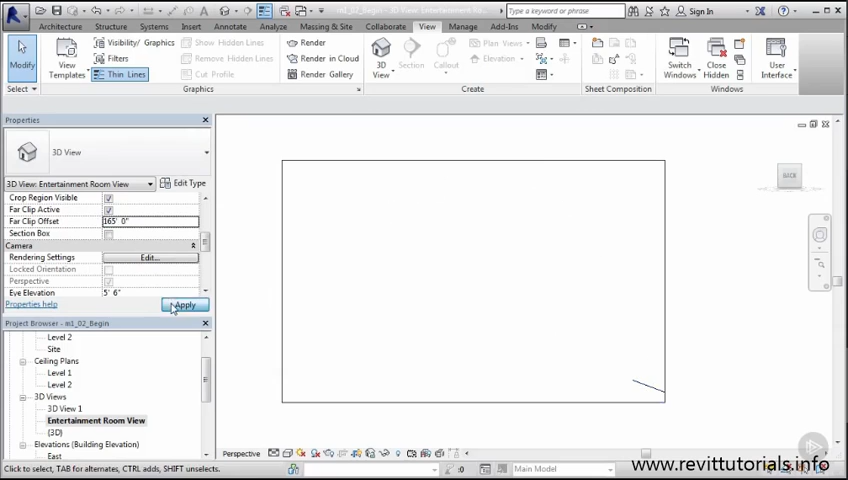 m1_02_Begin - 3D View: Entertainment Ro...
Type a keyword or phrase
Sign In
Architecture Structure Systems Insert Annotate Analyze Massing & Site Collaborate View Manage Add-Ins Modify
Modify
View Templates
Visibility/ Graphics
Filters
Thin Lines
Show Hidden Lines
Remove Hidden Lines
Cut Profile
Render
Render in Cloud
Render Gallery
3D View
Section
Callout
Plan Views
Elevation
Switch Windows
Close Hidden
User Interface
Select
Graphics
Create
Sheet Composition
Windows
Properties
3D View
3D View: Entertainment Room View
Edit Type
Crop Region Visible
Far Clip Active
Far Clip Offset 165' 0"
Section Box
Camera
Rendering Settings Edit...
Locked Orientation
Perspective
Eye Elevation 5' 6"
Properties help
Apply
Project Browser - m1_02_Begin
Level 2
Site
Ceiling Plans
Level 1
Level 2
3D Views
3D View 1
Entertainment Room View
{3D}
Elevations (Building Elevation)
East
BACK
Perspective
Click to select, TAB for alternates, CTRL adds, SHIFT unselects.
:0
Main Model
www.revittutorials.info